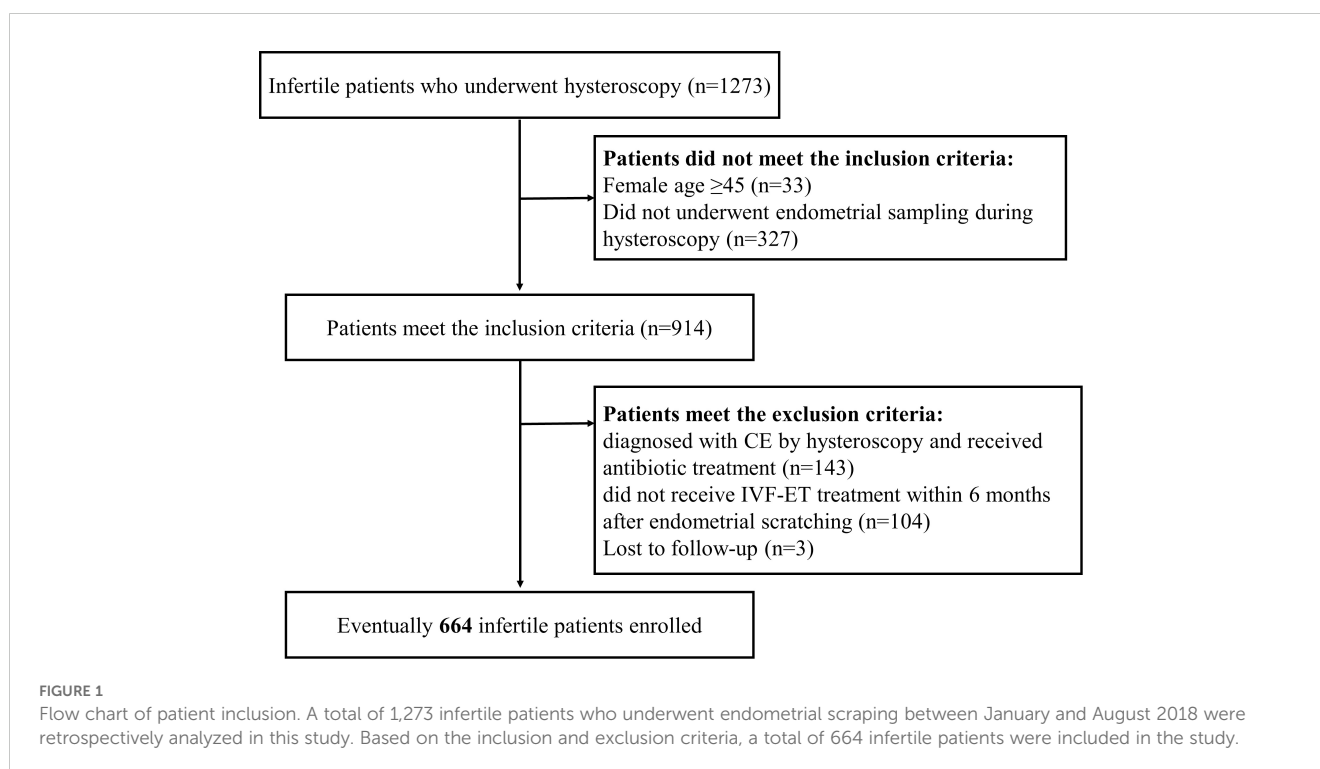 Infertile patients who underwent hysteroscopy (n=1273)
Patients did not meet the inclusion criteria:
Female age ≥45 (n=33)
Did not underwent endometrial sampling during
hysteroscopy (n=327)
Patients meet the inclusion criteria (n=914)
Patients meet the exclusion criteria:
diagnosed with CE by hysteroscopy and received
antibiotic treatment (n=143)
did not receive IVF-ET treatment within 6 months
after endometrial scratching (n=104)
Lost to follow-up (n=3)
Eventually 664 infertile patients enrolled
FIGURE 1
Flow chart of patient inclusion. A total of 1,273 infertile patients who underwent endometrial scraping between January and August 2018 were
retrospectively analyzed in this study. Based on the inclusion and exclusion criteria, a total of 664 infertile patients were included in the study.